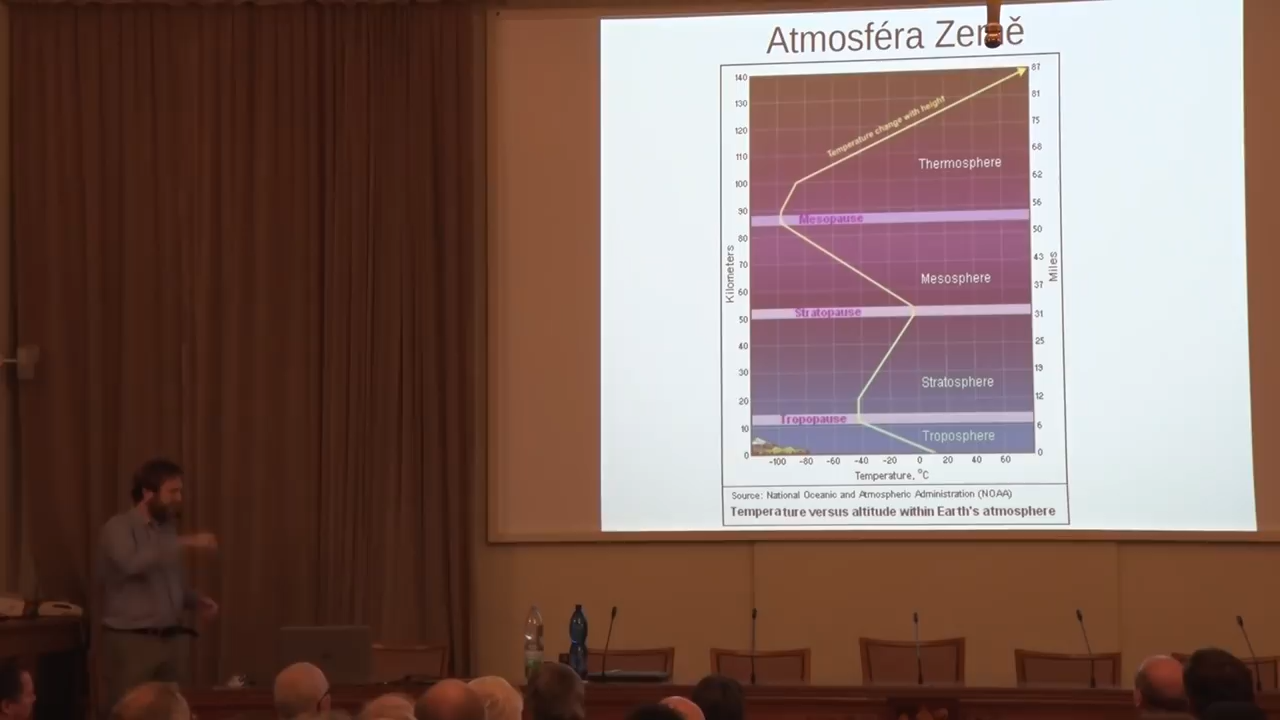 Atmosféra Země
140
130
120
110
100
90
80
70
60
50
40
30
20
10
0
87
81
75
68
62
56
50
43
37
31
25
19
12
6
0
Kilometers
Miles
Temperature change with height
Thermosphere
Mesopause
Mesosphere
Stratopause
Stratosphere
Tropopause
Troposphere
-100 -80 -60 -40 -20 0 20 40 60
Temperature, °C
Source: National Oceanic and Atmospheric Administration (NOAA)
Temperature versus altitude within Earth's atmosphere